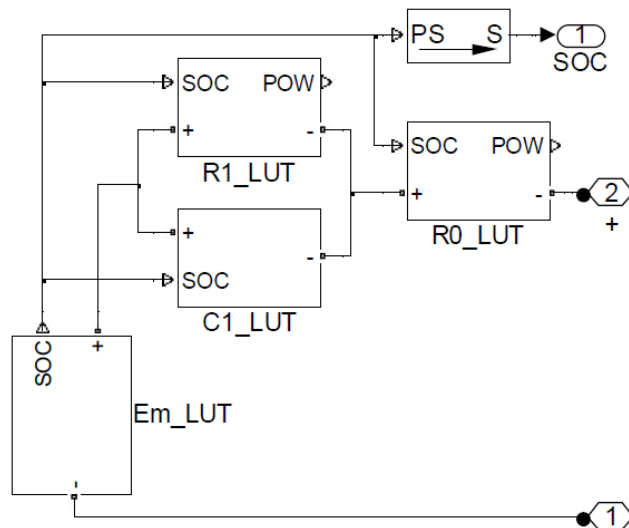 PS S
1
SOC
SOC POW
+ -
R1_LUT
SOC POW
+ -
R0_LUT
2
+
+
-
SOC
C1_LUT
SOC
+
-
Em_LUT
1